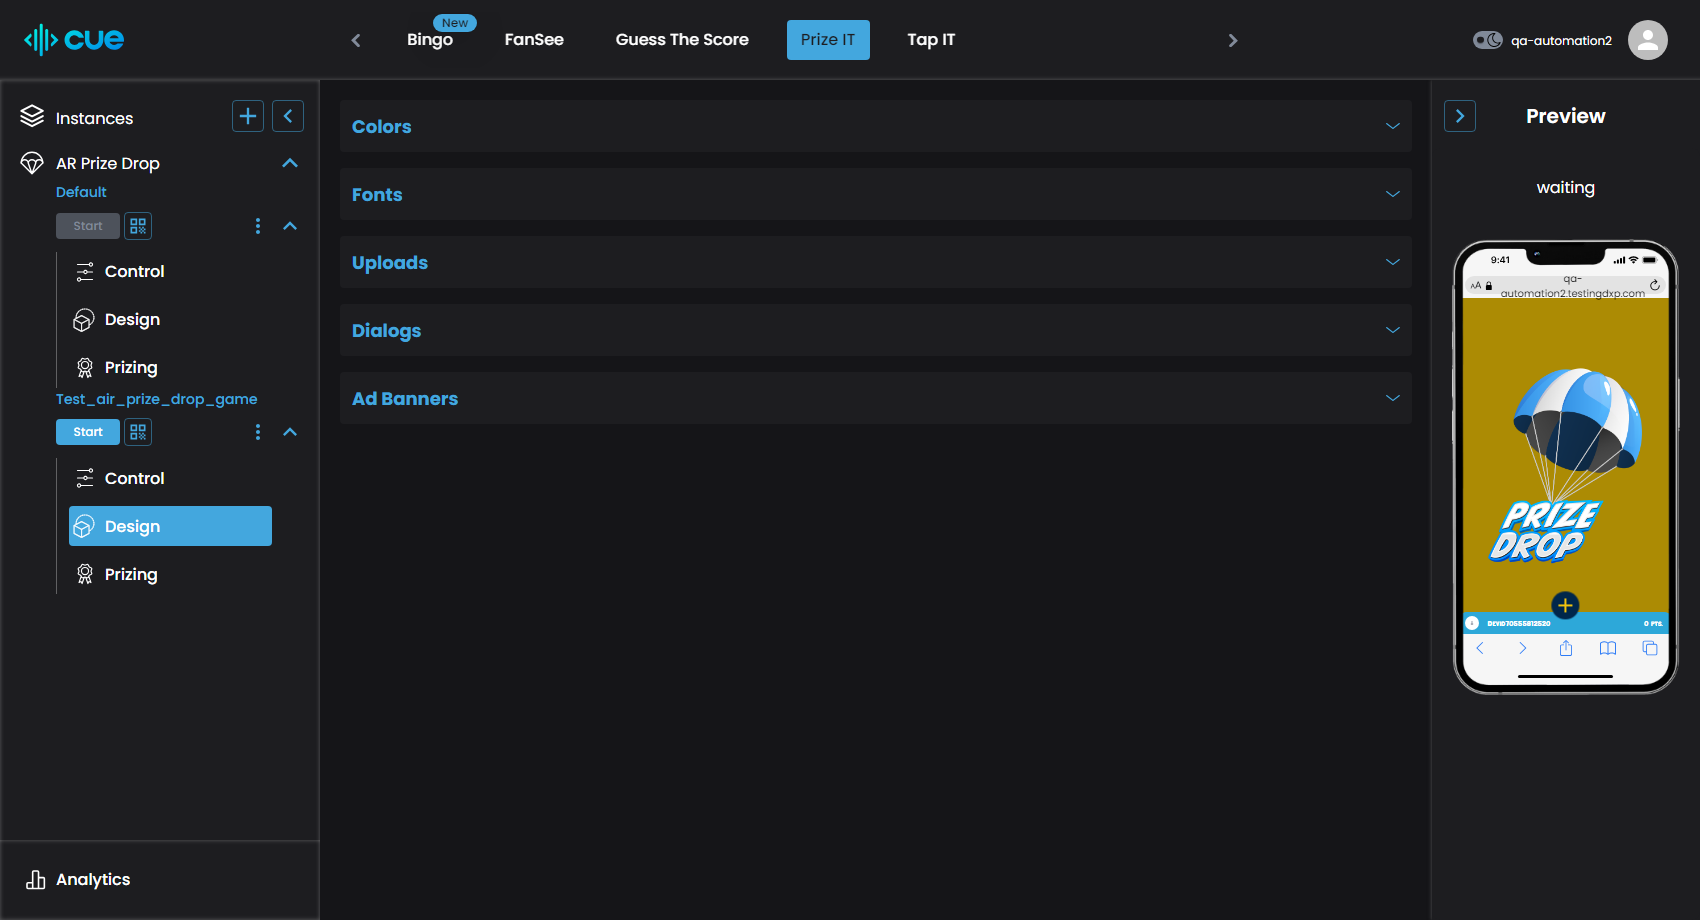 cue
New
Bingo
FanSee
Guess The Score
Prize IT
Tap IT
qa-automation2
Instances
AR Prize Drop
Default
Start
Control
Design
Prizing
Test_air_prize_drop_game
Start
Control
Design
Prizing
Analytics
Colors
Fonts
Uploads
Dialogs
Ad Banners
Preview
waiting
9:41
AA
qa-
automation2.testingdxp.com
PRIZE
DROP
0 PTS.